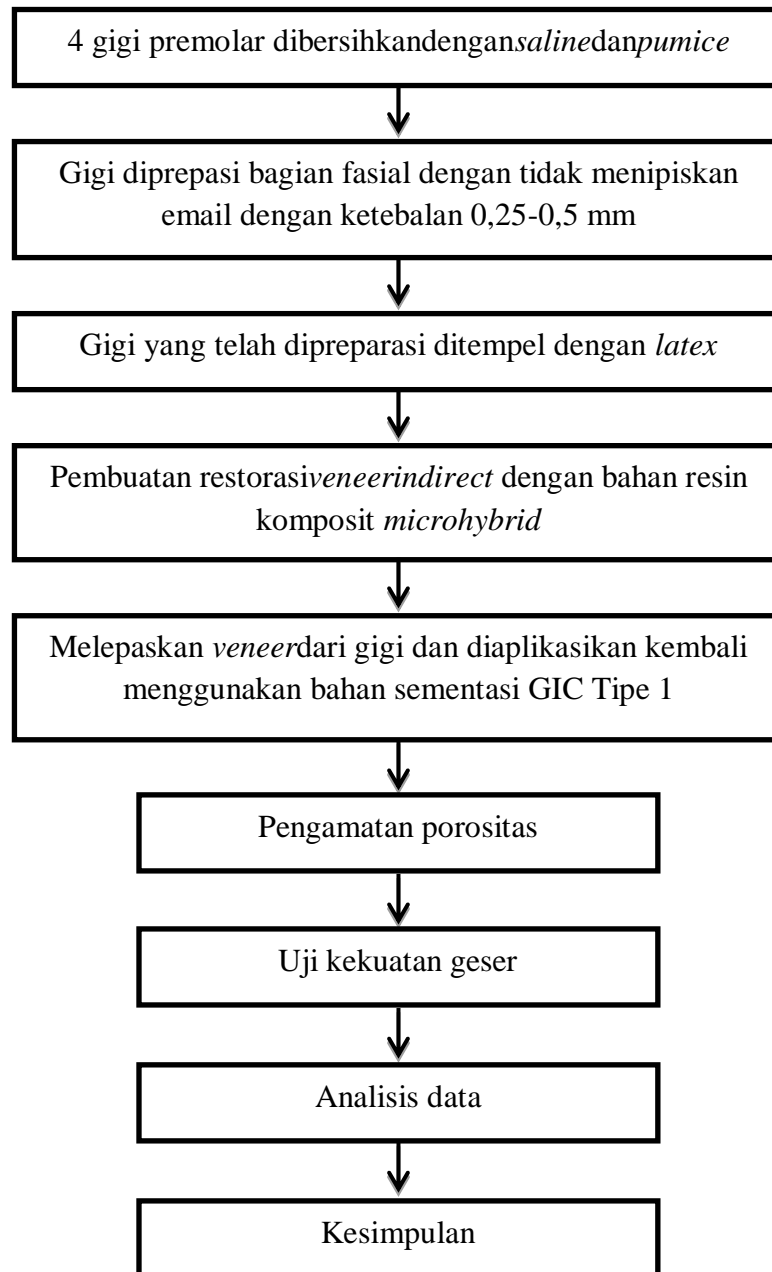 4 gigi premolar dibersihkandengansalinedanpumice
Gigi diprepasi bagian fasial dengan tidak menipiskan
email dengan ketebalan 0,25-0,5 mm
Gigi yang telah dipreparasi ditempel dengan latex
Pembuatan restorasiveneerindirect dengan bahan resin
komposit microhybrid
Melepaskan veneerdari gigi dan diaplikasikan kembali
menggunakan bahan sementasi GIC Tipe 1
Pengamatan porositas
Uji kekuatan geser
Analisis data
Kesimpulan